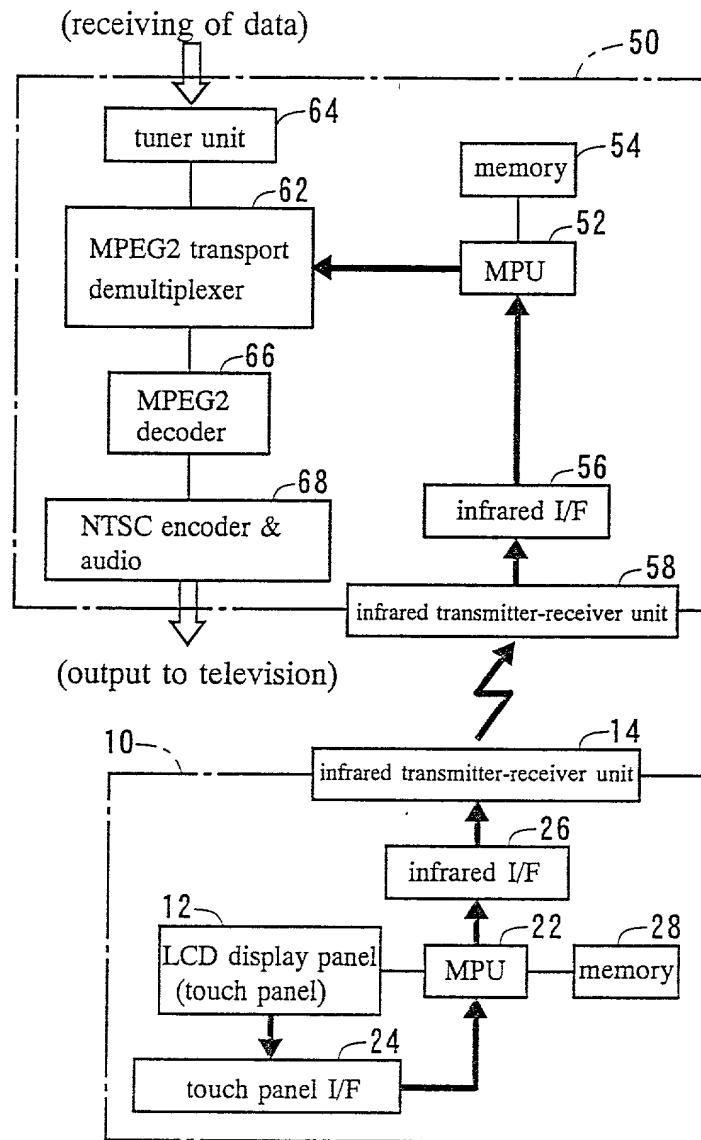 (receiving of data)
50
64
tuner unit
54
memory
62
MPEG2 transport
demultiplexer
52
MPU
66
MPEG2
decoder
56
infrared I/F
68
NTSC encoder &
audio
58
infrared transmitter-receiver unit
(output to television)
10
14
infrared transmitter-receiver unit
26
infrared I/F
12
LCD display panel
(touch panel)
22
MPU
28
memory
24
touch panel I/F